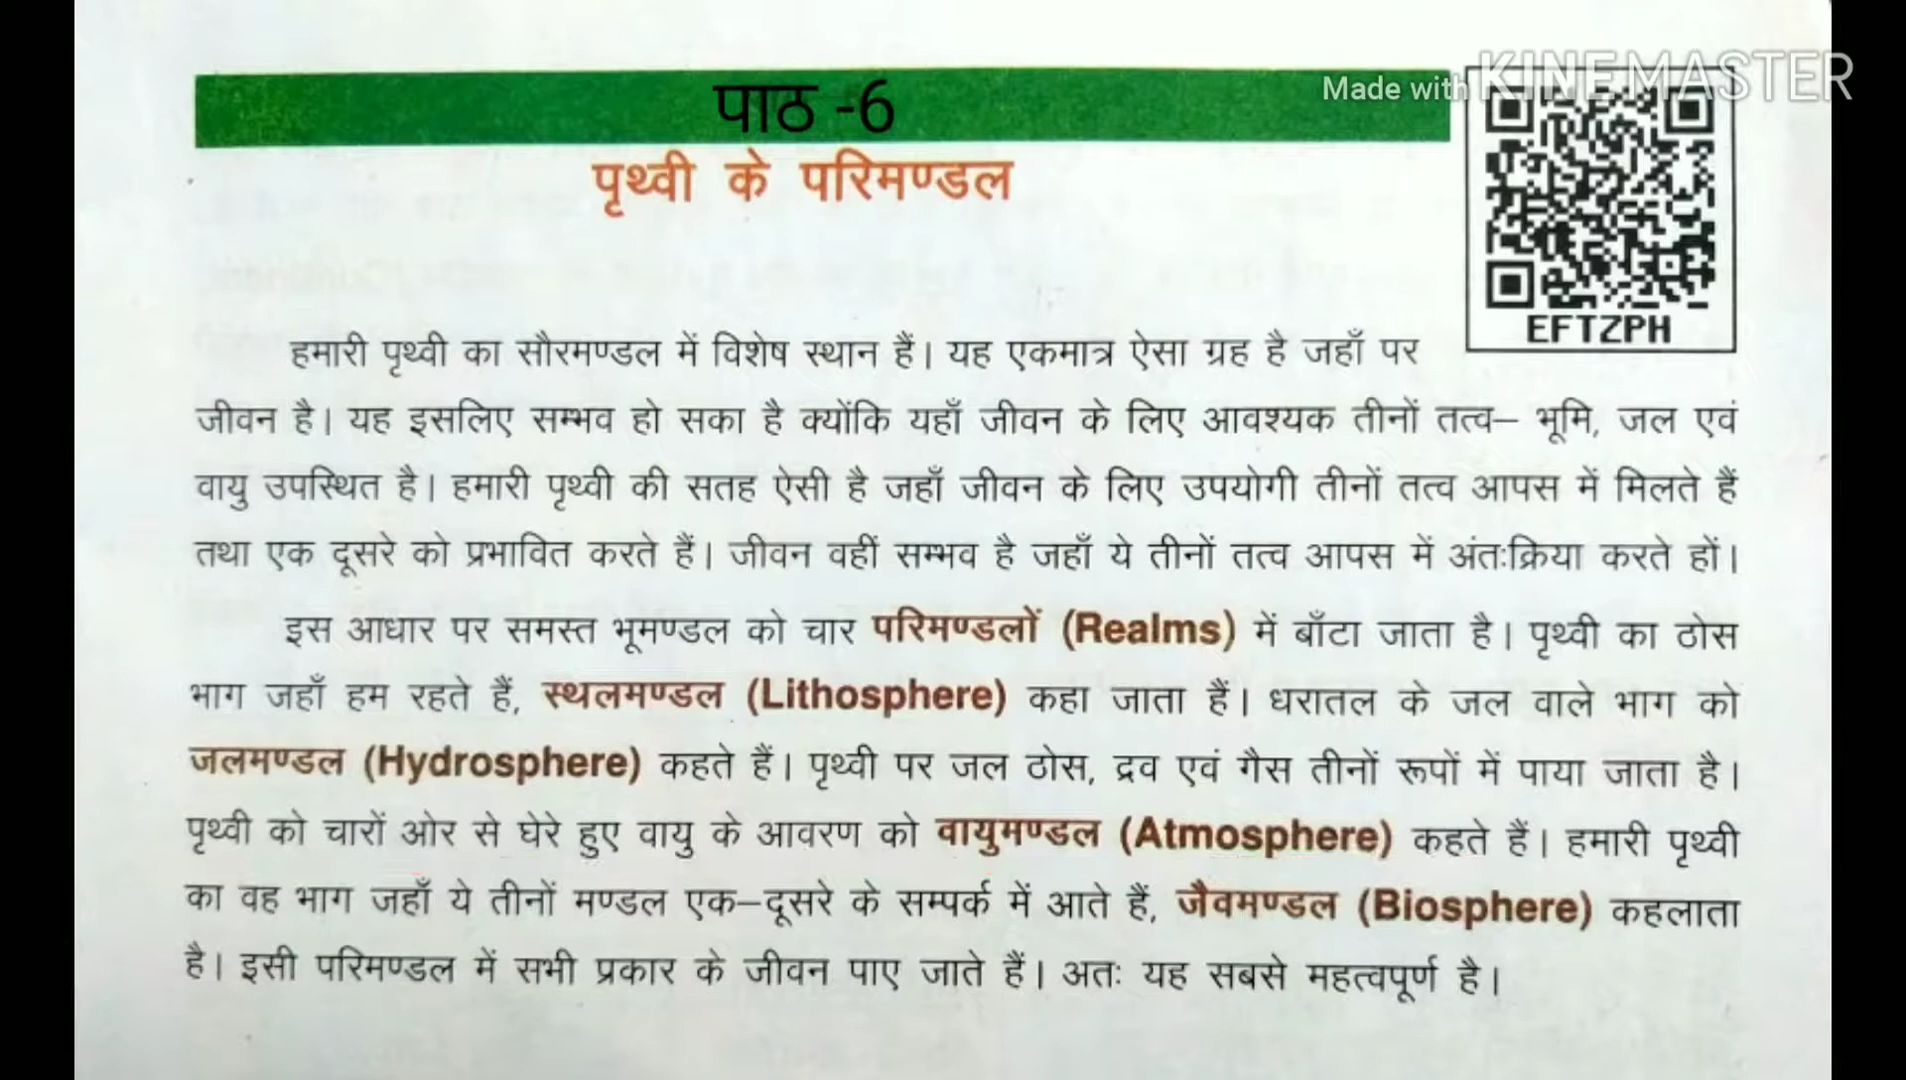 पाठ -6
Made with KINEMASTER
पृथ्वी के परिमण्डल
EFTZPH
हमारी पृथ्वी का सौरमण्डल में विशेष स्थान हैं। यह एकमात्र ऐसा ग्रह है जहाँ पर
जीवन है। यह इसलिए सम्भव हो सका है क्योंकि यहाँ जीवन के लिए आवश्यक तीनों तत्व– भूमि, जल एवं
वायु उपस्थित है। हमारी पृथ्वी की सतह ऐसी है जहाँ जीवन के लिए उपयोगी तीनों तत्व आपस में मिलते हैं
तथा एक दूसरे को प्रभावित करते हैं। जीवन वहीं सम्भव है जहाँ ये तीनों तत्व आपस में अंतःक्रिया करते हों।
इस आधार पर समस्त भूमण्डल को चार परिमण्डलों (Realms) में बाँटा जाता है। पृथ्वी का ठोस
भाग जहाँ हम रहते हैं, स्थलमण्डल (Lithosphere) कहा जाता हैं। धरातल के जल वाले भाग को
जलमण्डल (Hydrosphere) कहते हैं। पृथ्वी पर जल ठोस, द्रव एवं गैस तीनों रूपों में पाया जाता है।
पृथ्वी को चारों ओर से घेरे हुए वायु के आवरण को वायुमण्डल (Atmosphere) कहते हैं। हमारी पृथ्वी
का वह भाग जहाँ ये तीनों मण्डल एक–दूसरे के सम्पर्क में आते हैं, जैवमण्डल (Biosphere) कहलाता
है। इसी परिमण्डल में सभी प्रकार के जीवन पाए जाते हैं। अतः यह सबसे महत्वपूर्ण है।